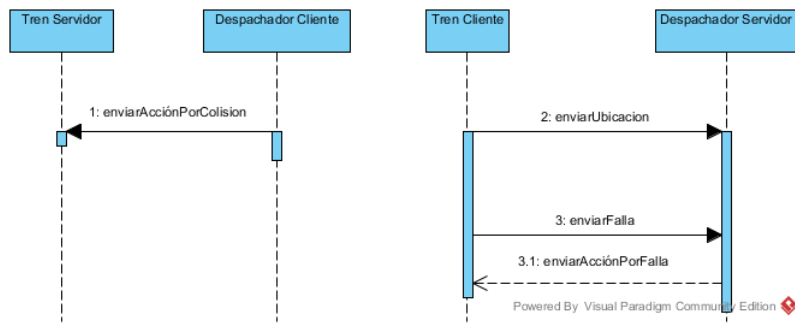 Tren Servidor
Despachador Cliente
Tren Cliente
Despachador Servidor
1: enviarAcciónPorColision
2: enviarUbicacion
3: enviarFalla
3.1: enviarAcciónPorFalla
Powered By Visual Paradigm Community Edition